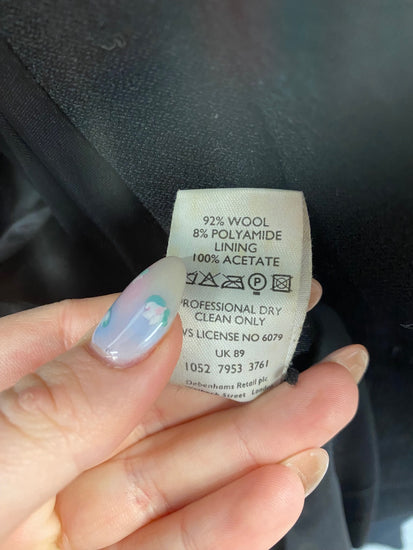 92% WOOL
8% POLYAMIDE
LINING
100% ACETATE
PROFESSIONAL DRY
CLEAN ONLY
LICENSE NO 6079
UK 89
1052 7953 3761
Debenhams Retail plc
Street